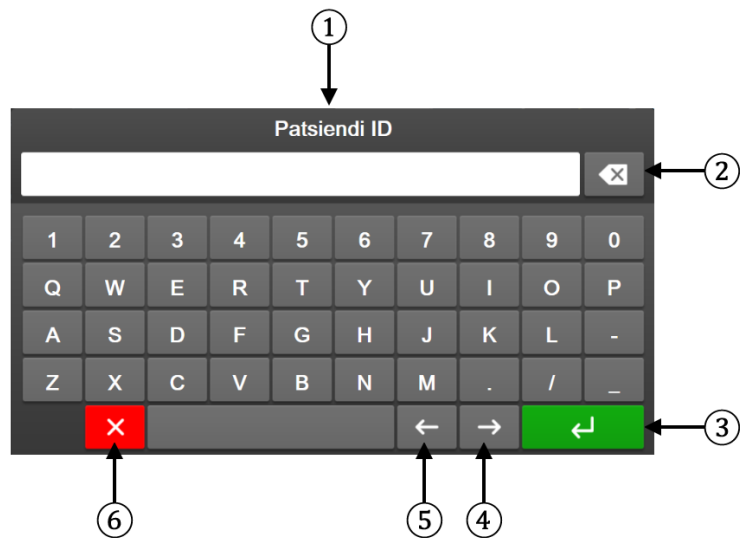 1
Patsiendi ID
2
1 2 3 4 5 6 7 8 9 0
Q W E R T Y U I O P
A S D F G H J K L -
Z X C V B N M . / _
3
6 5 4